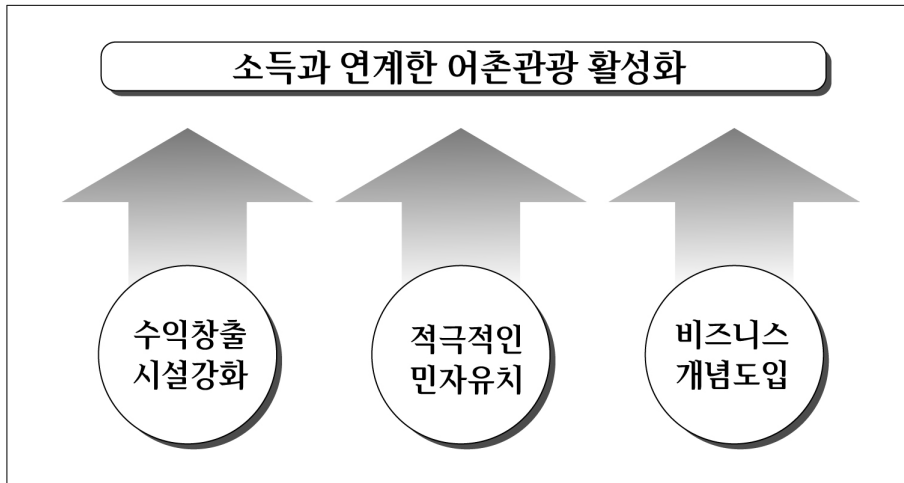 소득과 연계한 어촌관광 활성화
수익창출
시설강화
적극적인
민자유치
비즈니스
개념도입